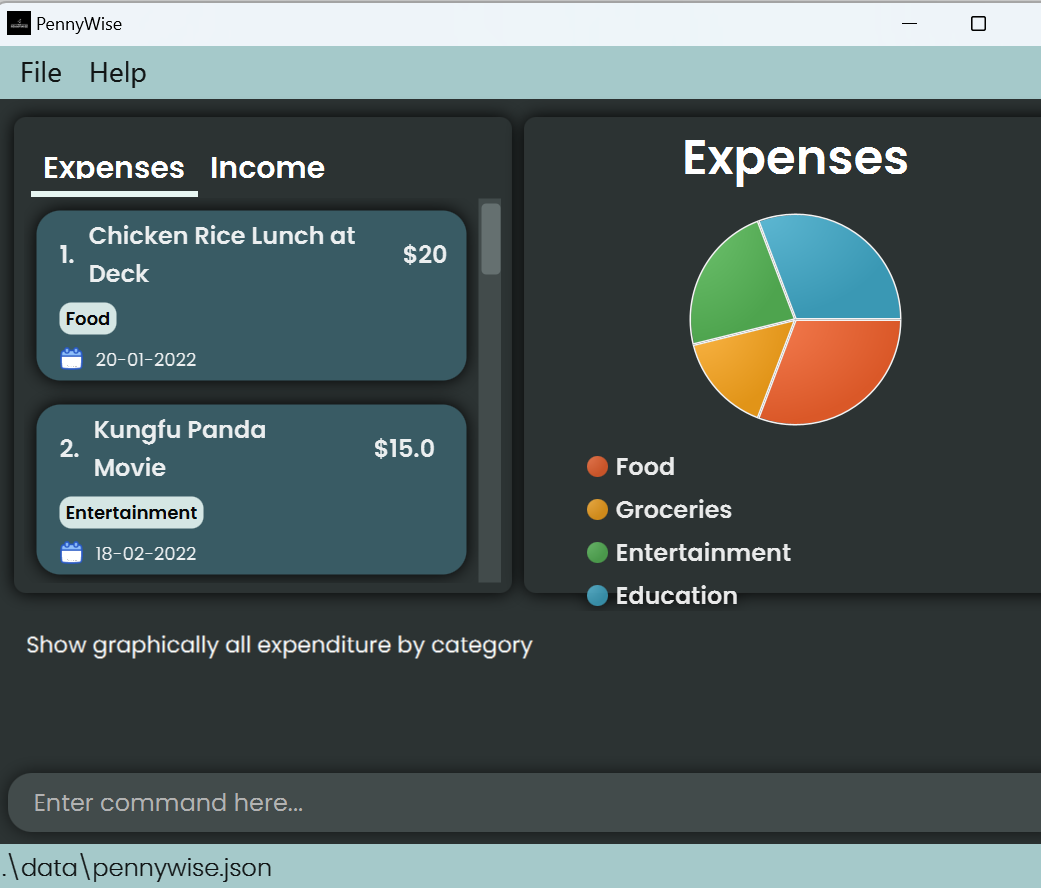 PennyWise
File Help
Expenses Income
1. Chicken Rice Lunch at
Deck
$20
Food
20-01-2022
2. Kungfu Panda
Movie
$15.0
Entertainment
18-02-2022
Expenses
Food
Groceries
Entertainment
Education
Show graphically all expenditure by category
Enter command here...
.\data\pennywise.json